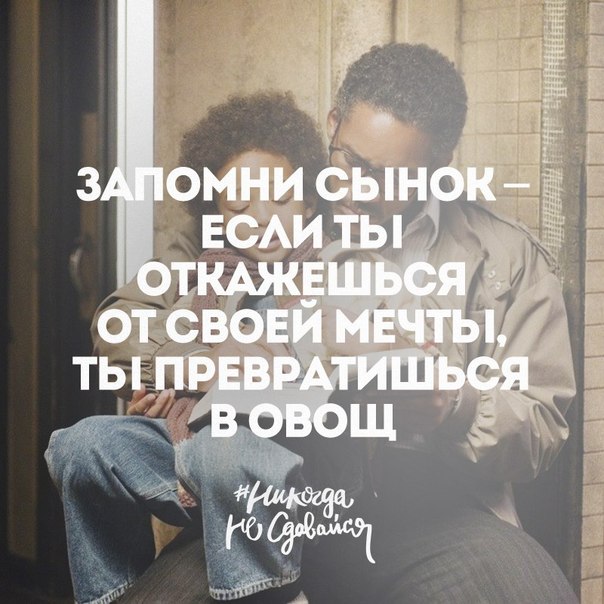 ЗАПОМНИ СЫНОК –
ЕСЛИ ТЫ
ОТКАЖЕШЬСЯ
ОТ СВОЕЙ МЕЧТЫ,
ТЫ ПРЕВРАТИШЬСЯ
В ОВОЩ
#Никогда
Не Сдавайся